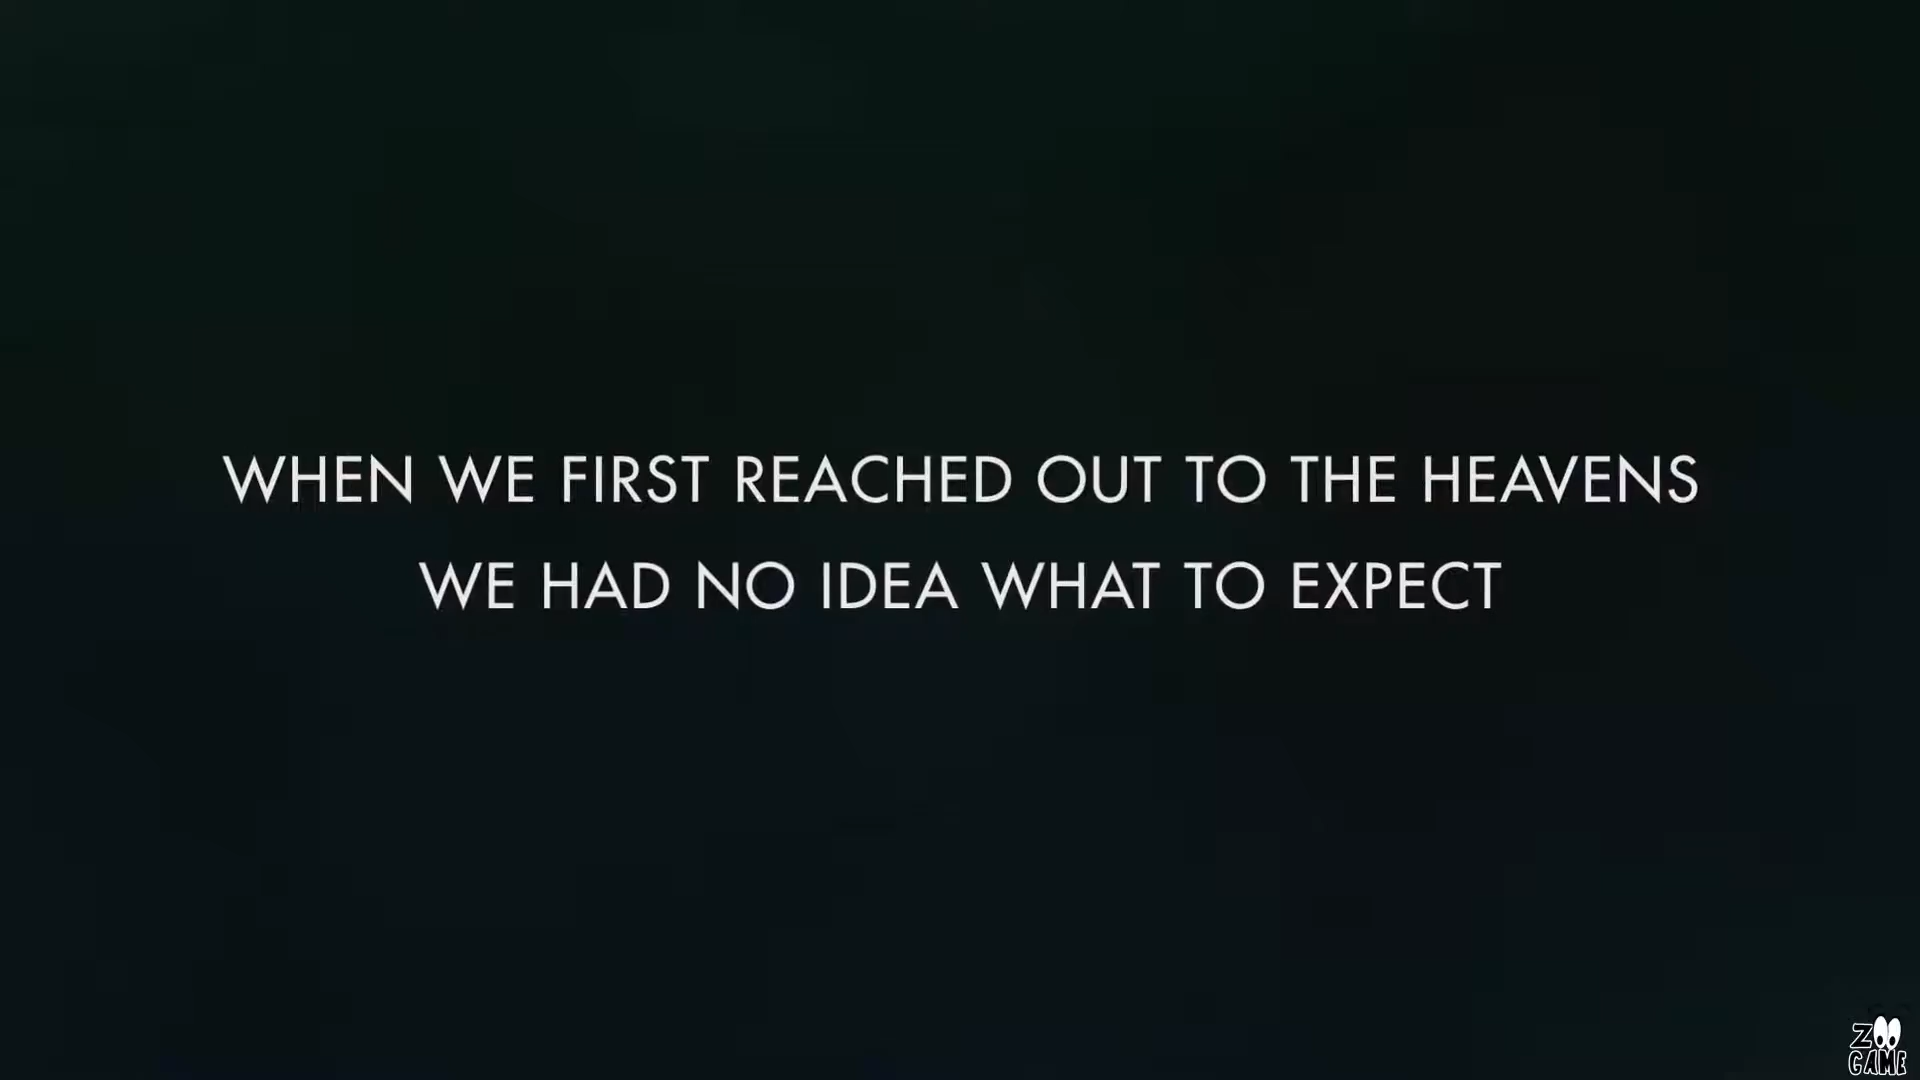 WHEN WE FIRST REACHED OUT TO THE HEAVENS
WE HAD NO IDEA WHAT TO EXPECT
ZOO
GAME